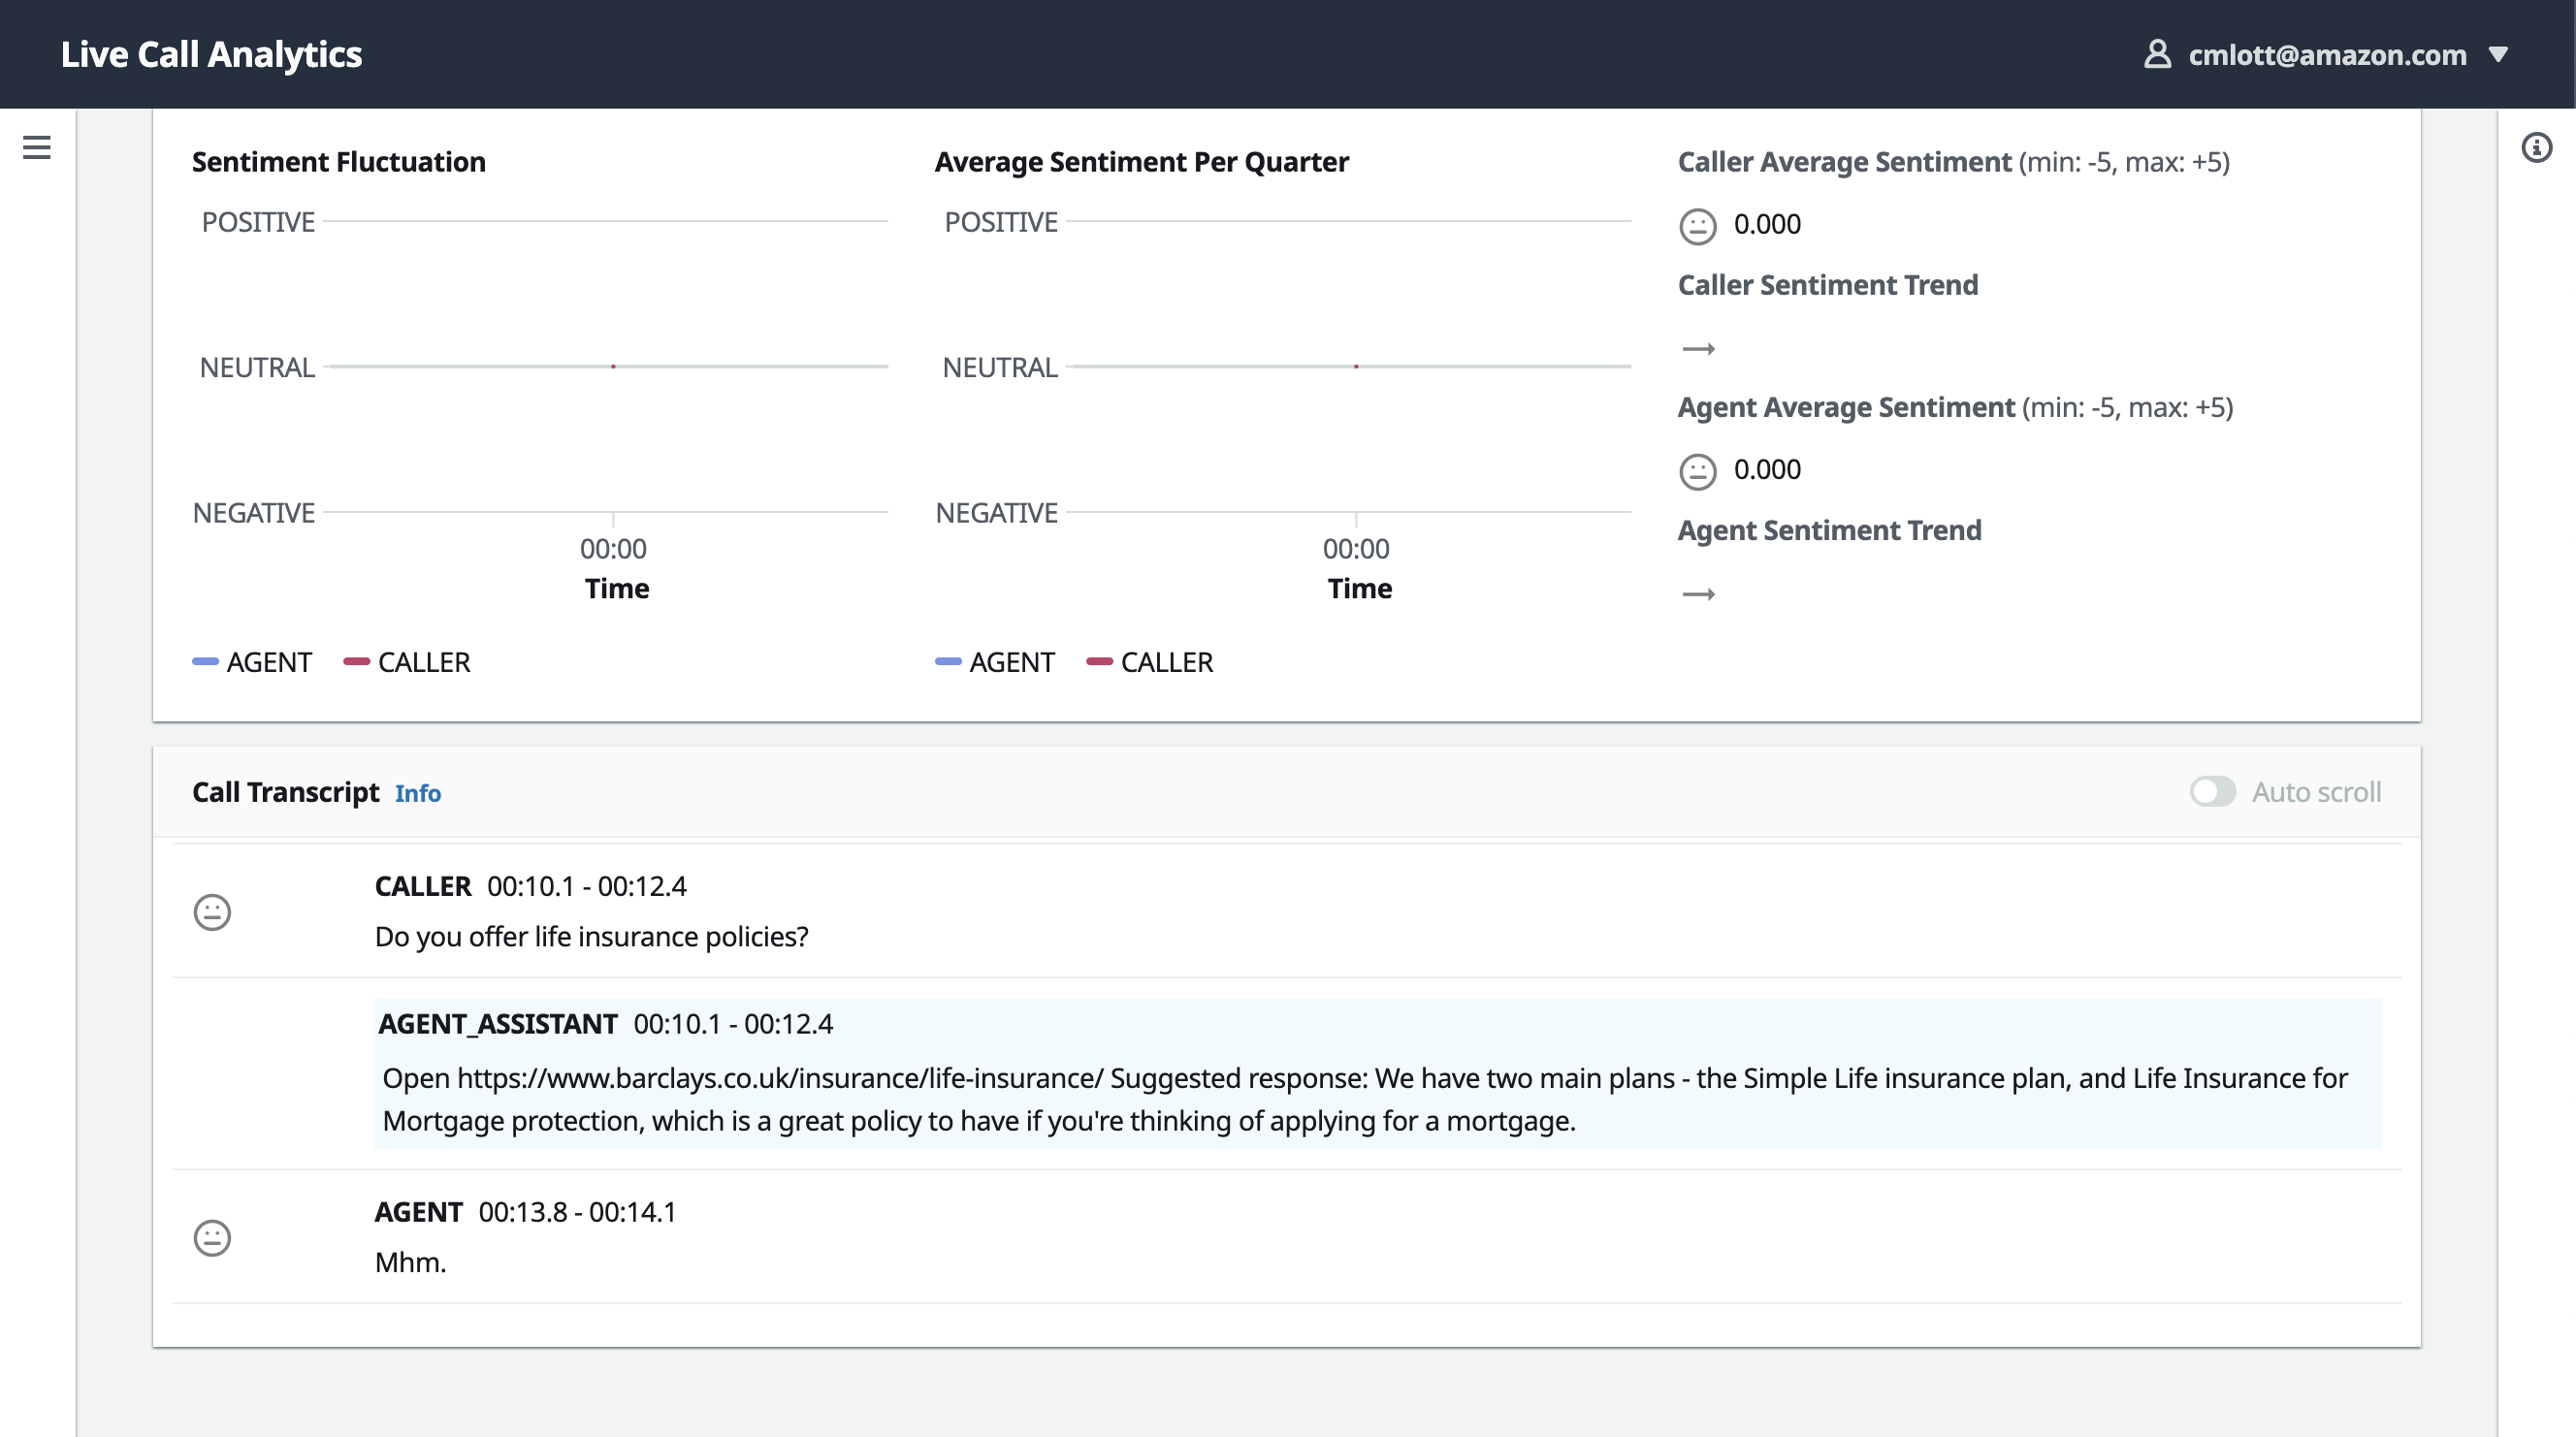 Live Call Analytics
cmlott@amazon.com
Sentiment Fluctuation
POSITIVE
NEUTRAL
NEGATIVE
00:00
Time
AGENT CALLER
Average Sentiment Per Quarter
POSITIVE
NEUTRAL
NEGATIVE
00:00
Time
AGENT CALLER
Caller Average Sentiment (min: -5, max: +5)
0.000
Caller Sentiment Trend
Agent Average Sentiment (min: -5, max: +5)
0.000
Agent Sentiment Trend
Call Transcript Info
Auto scroll
CALLER 00:10.1 - 00:12.4
Do you offer life insurance policies?
AGENT_ASSISTANT 00:10.1 - 00:12.4
Open https://www.barclays.co.uk/insurance/life-insurance/ Suggested response: We have two main plans - the Simple Life insurance plan, and Life Insurance for
Mortgage protection, which is a great policy to have if you're thinking of applying for a mortgage.
AGENT 00:13.8 - 00:14.1
Mhm.